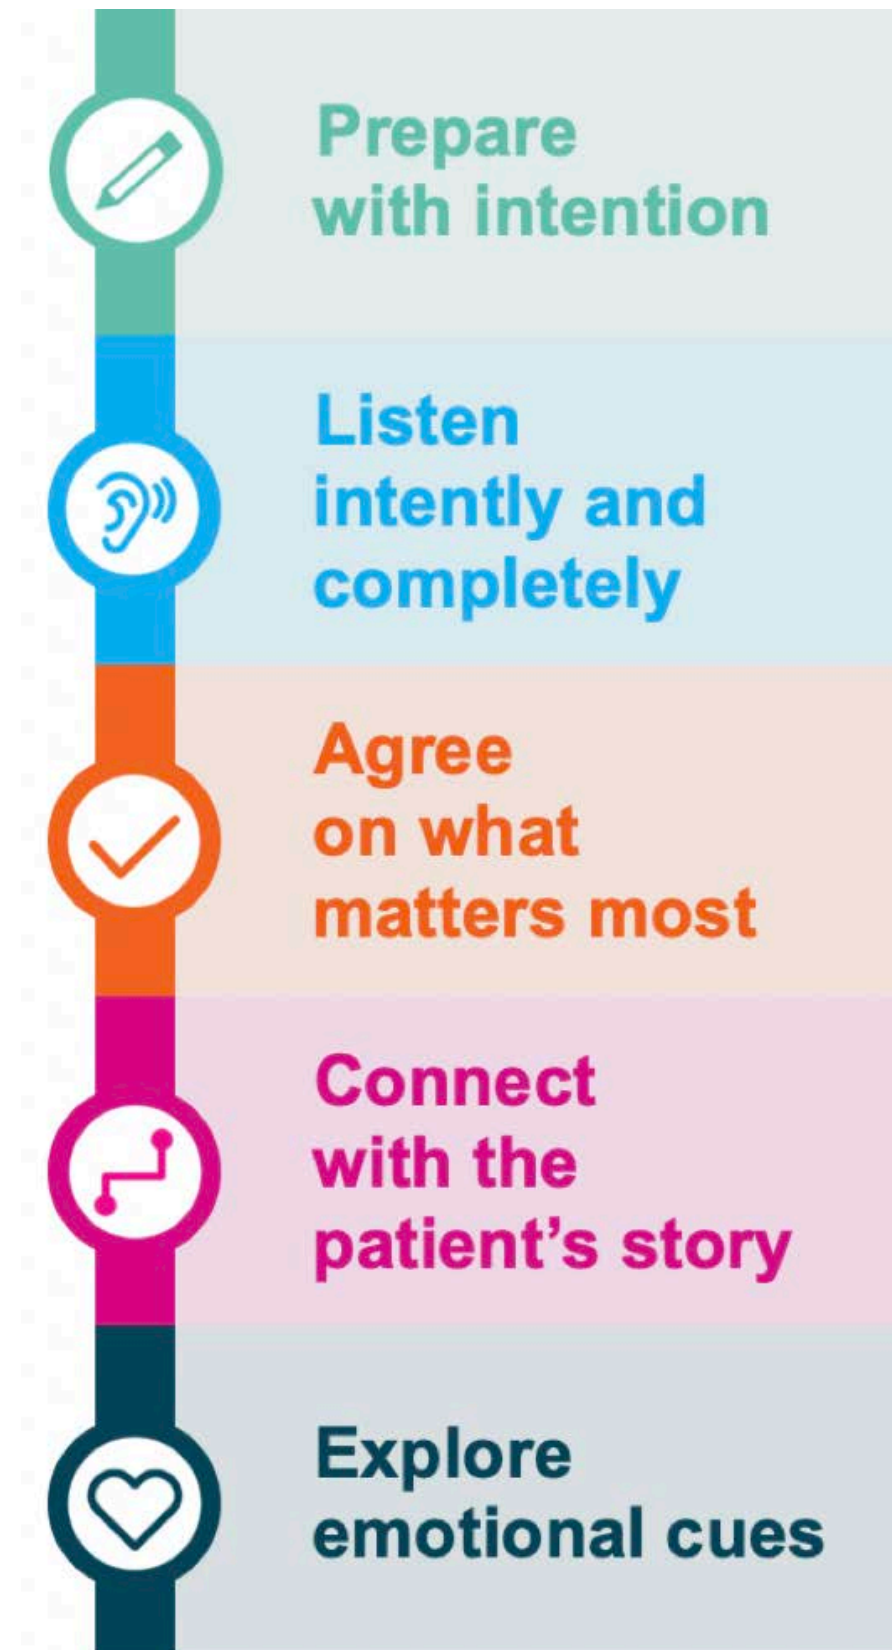 Prepare
with intention
Listen
intently and
completely
Agree
on what
matters most
Connect
with the
patient’s story
Explore
emotional cues